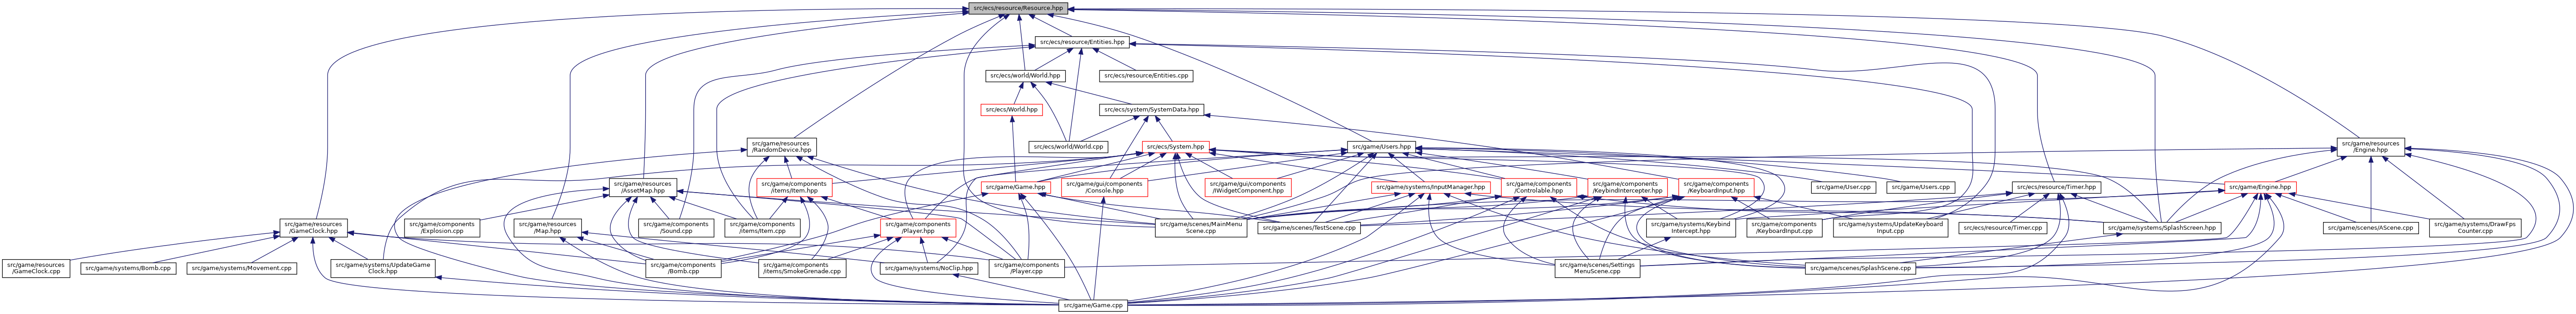 src/ecs/resource/Resource.hpp
src/ecs/resource/Entities.hpp
src/ecs/world/World.hpp
src/ecs/resource/Entities.cpp
src/ecs/World.hpp
src/ecs/system/SystemData.hpp
src/game/resources
/RandomDevice.hpp
src/ecs/world/World.cpp
src/ecs/System.hpp
src/game/Users.hpp
src/game/resources
/Engine.hpp
src/game/resources
/AssetMap.hpp
src/game/components
/items/Item.hpp
src/game/Game.hpp
src/game/gui/components
/Console.hpp
src/game/gui/components
/IWidgetComponent.hpp
src/game/systems/InputManager.hpp
src/game/components
/Controlable.hpp
src/game/components
/KeybindIntercepter.hpp
src/game/components
/KeyboardInput.hpp
src/game/User.cpp
src/game/Users.cpp
src/ecs/resource/Timer.hpp
src/game/Engine.hpp
src/game/resources
/GameClock.hpp
src/game/components
/Explosion.cpp
src/game/resources
/Map.hpp
src/game/components
/Sound.cpp
src/game/components
/items/Item.cpp
src/game/components
/Player.hpp
src/game/scenes/MainMenu
Scene.cpp
src/game/scenes/TestScene.cpp
src/game/systems/Keybind
Intercept.hpp
src/game/components
/KeyboardInput.cpp
src/game/systems/UpdateKeyboard
Input.cpp
src/ecs/resource/Timer.cpp
src/game/systems/SplashScreen.hpp
src/game/scenes/AScene.cpp
src/game/systems/DrawFps
Counter.cpp
src/game/resources
/GameClock.cpp
src/game/systems/Bomb.cpp
src/game/systems/Movement.cpp
src/game/systems/UpdateGame
Clock.hpp
src/game/components
/Bomb.cpp
src/game/components
/items/SmokeGrenade.cpp
src/game/systems/NoClip.hpp
src/game/components
/Player.cpp
src/game/scenes/Settings
MenuScene.cpp
src/game/scenes/SplashScene.cpp
src/game/Game.cpp